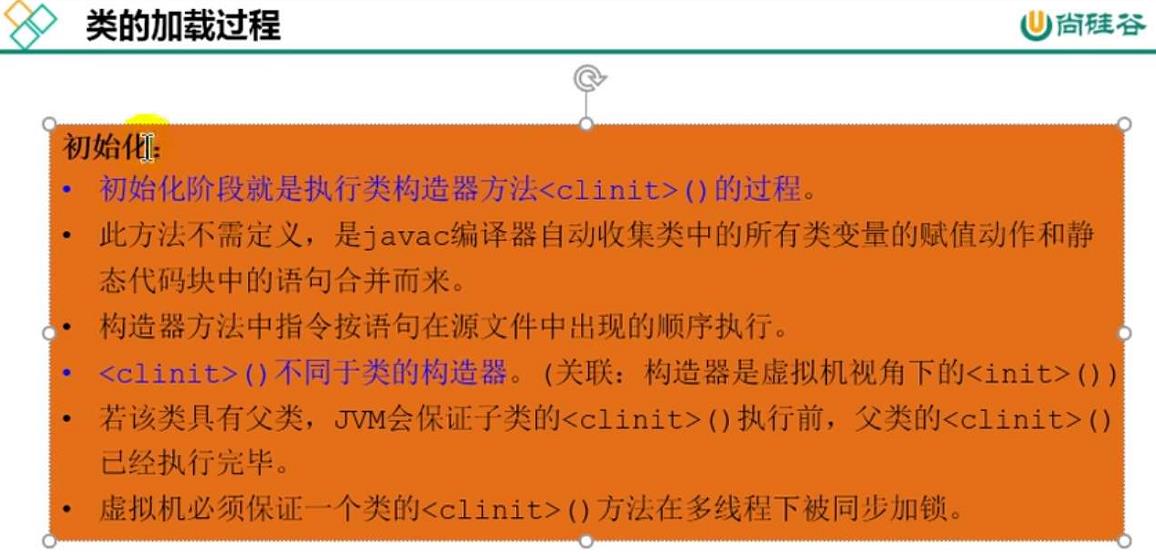 类的加载过程
尚硅谷
初始化：
• 初始化阶段就是执行类构造器方法<clinit>()的过程。
• 此方法不需定义，是javac编译器自动收集类中的所有类变量的赋值动作和静
态代码块中的语句合并而来。
• 构造器方法中指令按语句在源文件中出现的顺序执行。
• <clinit>()不同于类的构造器。(关联：构造器是虚拟机视角下的<init>())
• 若该类具有父类，JVM会保证子类的<clinit>()执行前，父类的<clinit>()
已经执行完毕。
• 虚拟机必须保证一个类的<clinit>()方法在多线程下被同步加锁。